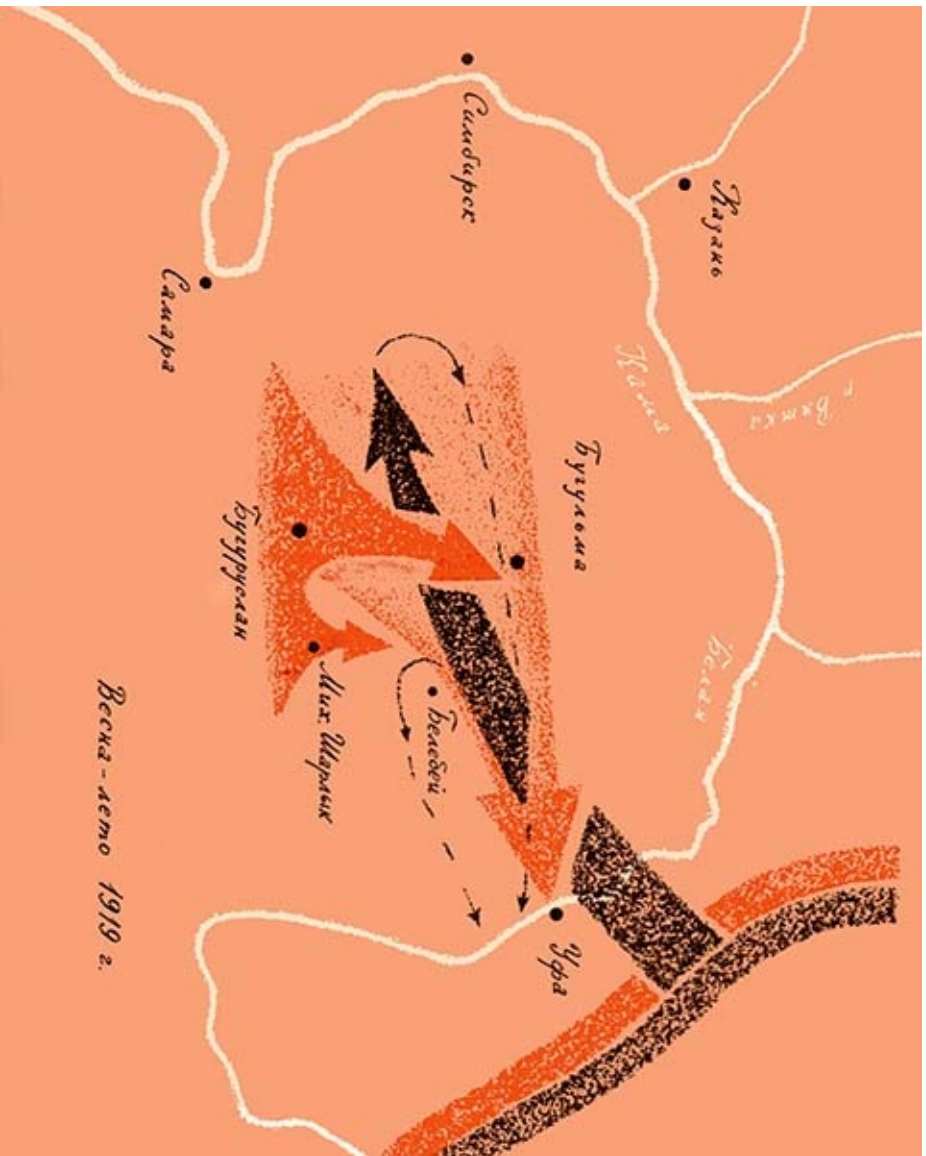 Казань
Симбирск
Самара
р. Вятка
Кама
Бугульма
Белая
Бугуруслан
Мих. Шарлык
Белебей
Уфа
Весна-лето 1919 г.